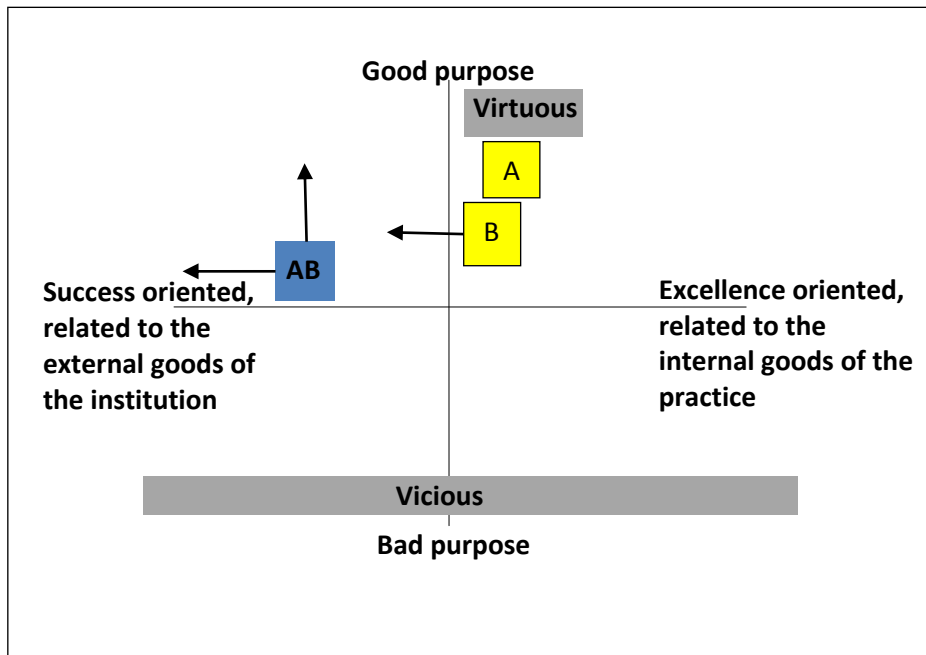 Good purpose
Virtuous
A
B
AB
Success oriented,
related to the
external goods of
the institution
Excellence oriented,
related to the
internal goods of the
practice
Vicious
Bad purpose